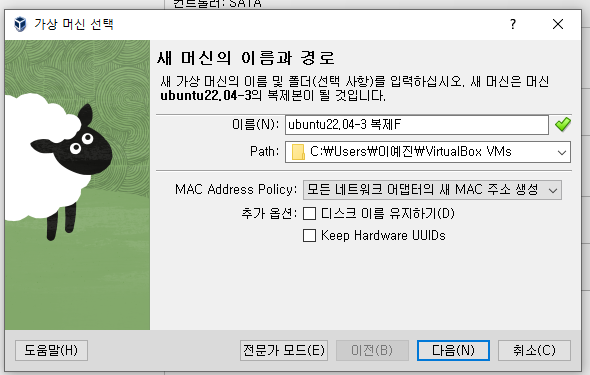 컨트롤러: SATA
가상 머신 선택
?
새 머신의 이름과 경로
새 가상 머신의 이름 및 폴더(선택 사항)를 입력하십시오. 새 머신은 머신
ubuntu22.04-3의 복제본이 될 것입니다.
이름(N): ubuntu22.04-3 복제F
Path: C:\Users\이예진\VirtualBox VMs
MAC Address Policy: 모든 네트워크 어댑터의 새 MAC 주소 생성
추가 옵션: 디스크 이름 유지하기(D)
Keep Hardware UUIDs
도움말(H) 전문가 모드(E) 이전(B) 다음(N) 취소(C)